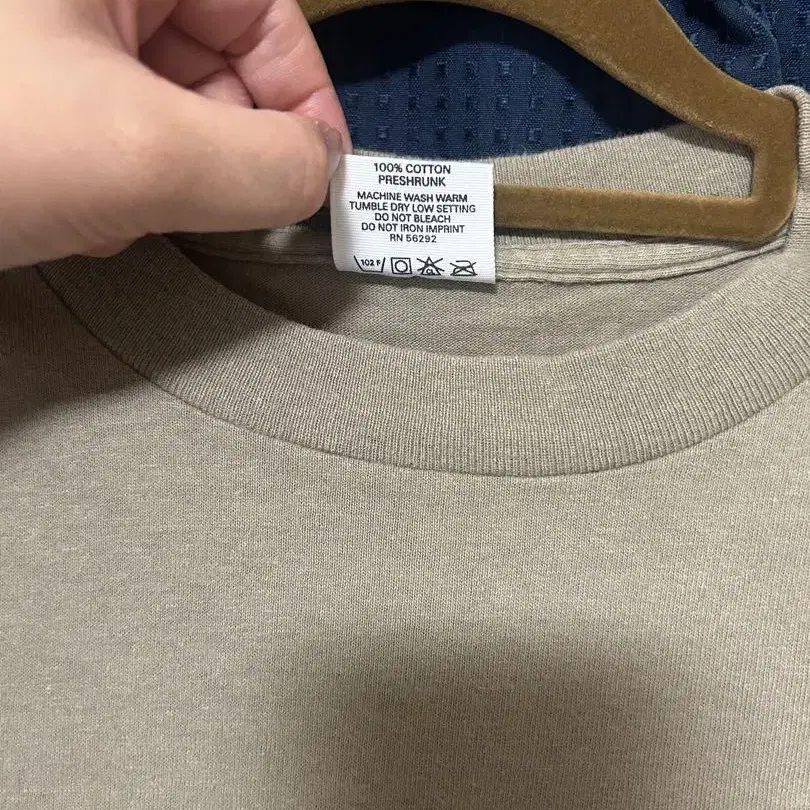 100% COTTON
PRESHRUNK
MACHINE WASH WARM
TUMBLE DRY LOW SETTING
DO NOT BLEACH
DO NOT IRON IMPRINT
RN 56292
102 F